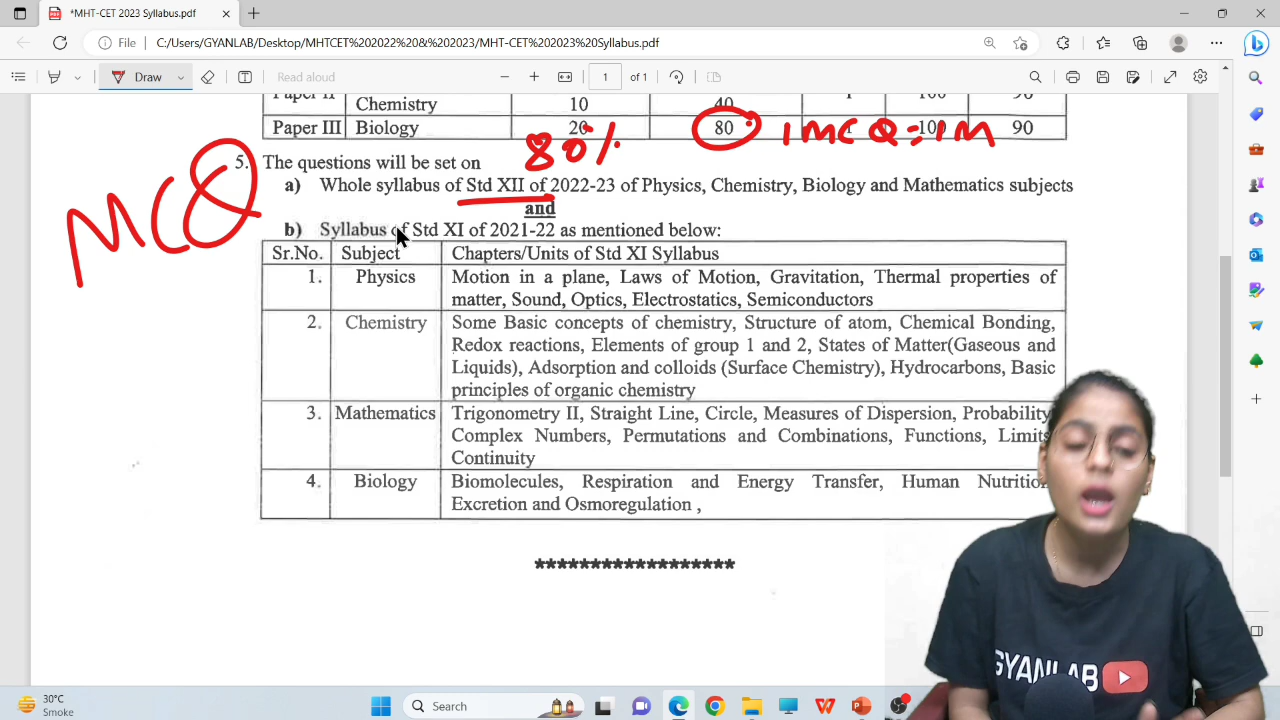 *MHT-CET 2023 Syllabus.pdf
File C:/Users/GYANLAB/Desktop/MHTCET%202022%20&%202023/MHT-CET%202023%20Syllabus.pdf
Draw Read aloud 1 of 1
Paper II Chemistry 10 40 1 100 90
Paper III Biology 20 80 1 100 90
80% 1 MCQ = 1M
MCQ
5. The questions will be set on
a) Whole syllabus of Std XII of 2022-23 of Physics, Chemistry, Biology and Mathematics subjects
and
b) Syllabus of Std XI of 2021-22 as mentioned below:
Sr.No. Subject Chapters/Units of Std XI Syllabus
1. Physics Motion in a plane, Laws of Motion, Gravitation, Thermal properties of
matter, Sound, Optics, Electrostatics, Semiconductors
2. Chemistry Some Basic concepts of chemistry, Structure of atom, Chemical Bonding,
Redox reactions, Elements of group 1 and 2, States of Matter(Gaseous and
Liquids), Adsorption and colloids (Surface Chemistry), Hydrocarbons, Basic
principles of organic chemistry
3. Mathematics Trigonometry II, Straight Line, Circle, Measures of Dispersion, Probability
Complex Numbers, Permutations and Combinations, Functions, Limits
Continuity
4. Biology Biomolecules, Respiration and Energy Transfer, Human Nutrition
Excretion and Osmoregulation ,
******************
GYANLAB
30°C
Smoke
Search